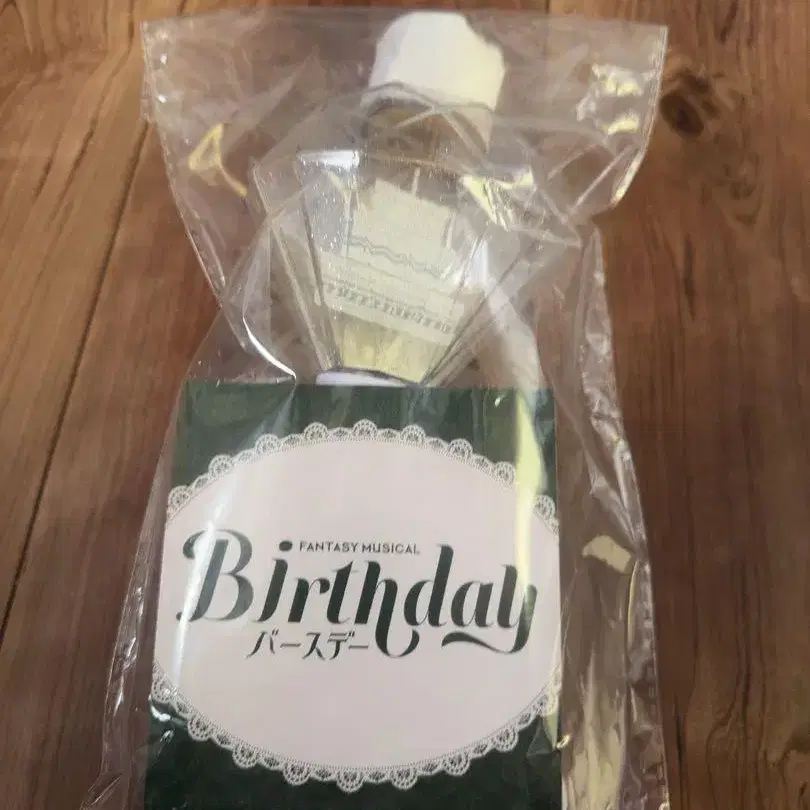 FANTASY MUSICAL
Birthday
バースデー